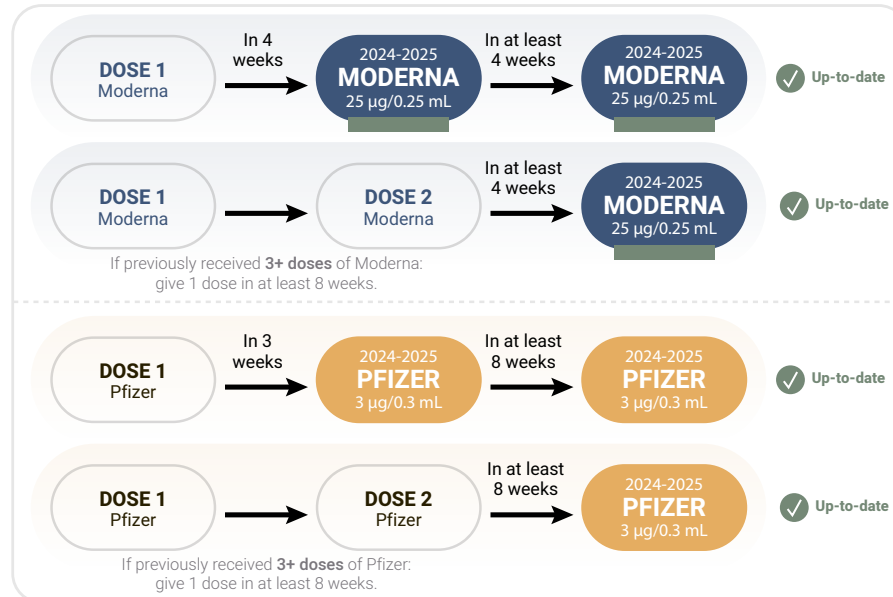 In 4
weeks
In at least
4 weeks
DOSE 1
Moderna
2024-2025
MODERNA
25 µg/0.25 mL
2024-2025
MODERNA
25 µg/0.25 mL
Up-to-date
In at least
4 weeks
DOSE 1
Moderna
DOSE 2
Moderna
2024-2025
MODERNA
25 µg/0.25 mL
Up-to-date
If previously received 3+ doses of Moderna:
give 1 dose in at least 8 weeks.
In 3
weeks
In at least
8 weeks
DOSE 1
Pfizer
2024-2025
PFIZER
3 µg/0.3 mL
2024-2025
PFIZER
3 µg/0.3 mL
Up-to-date
In at least
8 weeks
DOSE 1
Pfizer
DOSE 2
Pfizer
2024-2025
PFIZER
3 µg/0.3 mL
Up-to-date
If previously received 3+ doses of Pfizer:
give 1 dose in at least 8 weeks.